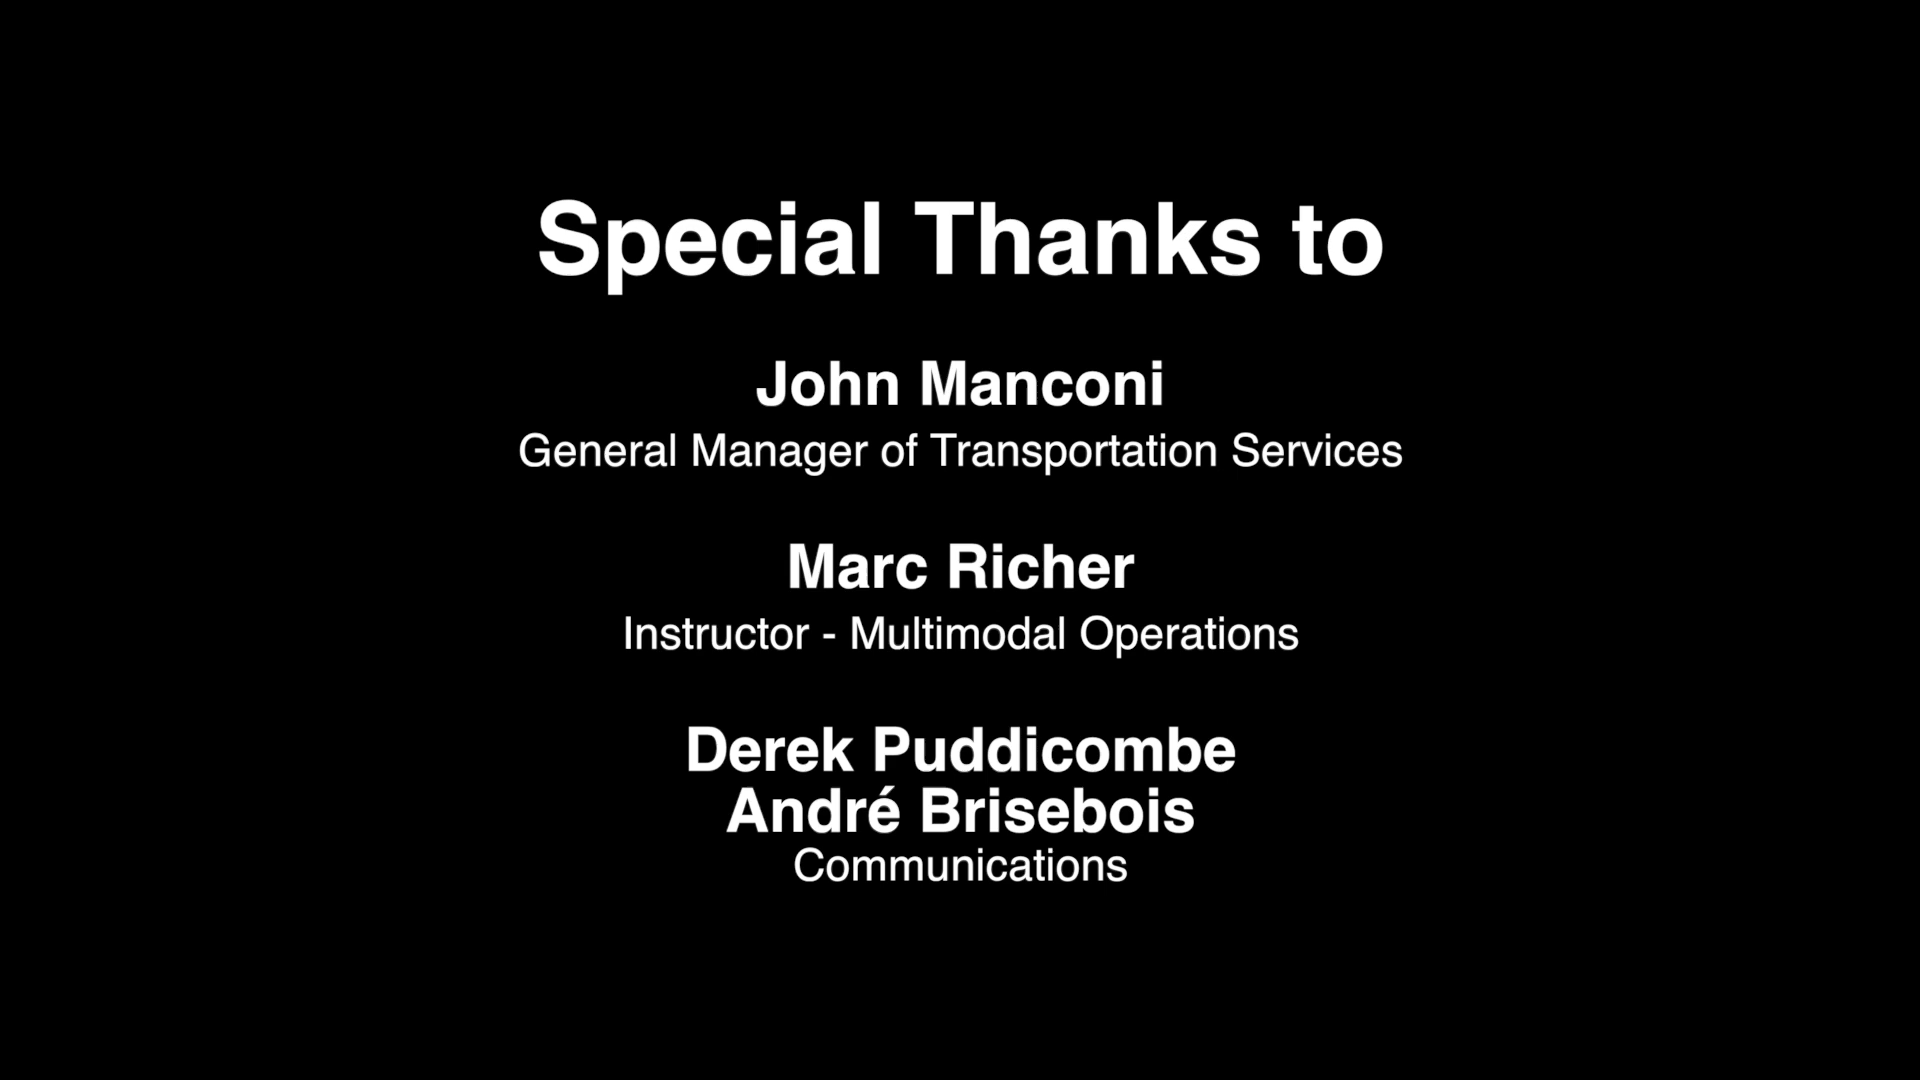 Special Thanks to
John Manconi
General Manager of Transportation Services
Marc Richer
Instructor - Multimodal Operations
Derek Puddicombe
André Brisebois
Communications